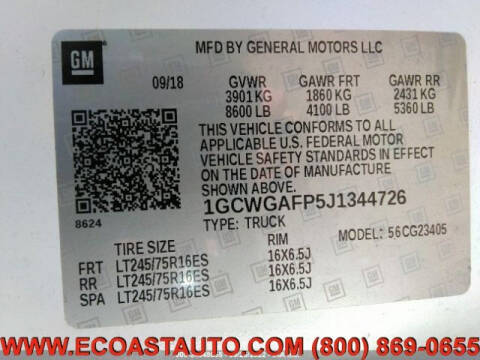 GM
MFD BY GENERAL MOTORS LLC
09/18 GVWR GAWR FRT GAWR RR
3901 KG 1860 KG 2431 KG
8600 LB 4100 LB 5360 LB
THIS VEHICLE CONFORMS TO ALL
APPLICABLE U.S. FEDERAL MOTOR
VEHICLE SAFETY STANDARDS IN EFFECT
ON THE DATE OF MANUFACTURE
SHOWN ABOVE.
8624
1GCWGAFP5J1344726
TYPE: TRUCK MODEL: 56CG23405
TIRE SIZE RIM
FRT LT245/75R16ES 16X6.5J
RR LT245/75R16ES 16X6.5J
SPA LT245/75R16ES 16X6.5J
WWW.ECOASTAUTO.COM (800) 869-0655